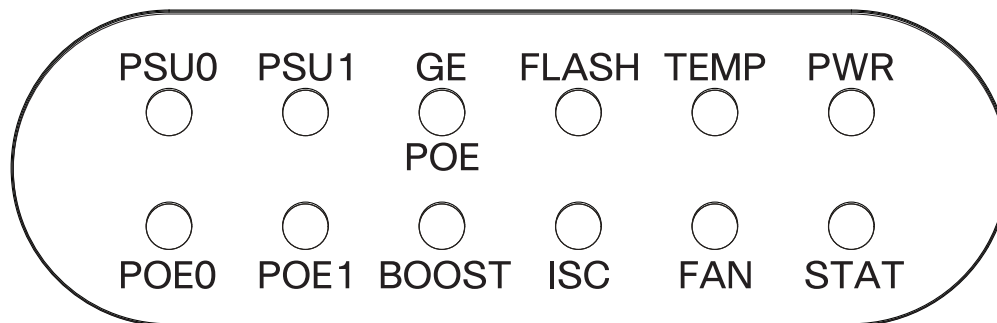 PSU0 PSU1 GE FLASH TEMP PWR
POE
POE0 POE1 BOOST ISC FAN STAT